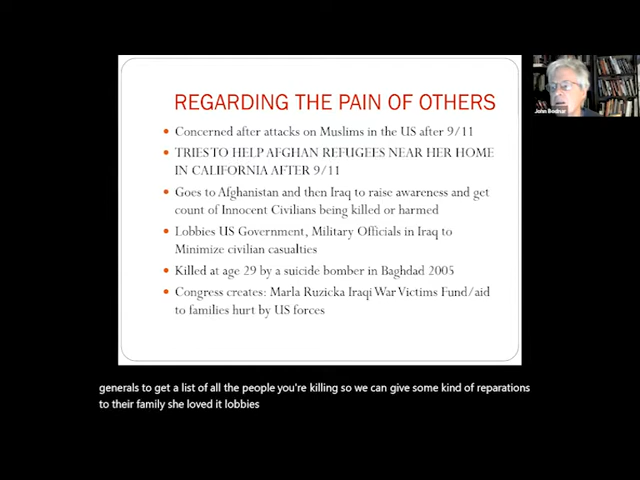 REGARDING THE PAIN OF OTHERS
• Concerned after attacks on Muslims in the US after 9/11
• TRIES TO HELP AFGHAN REFUGEES NEAR HER HOME
IN CALIFORNIA AFTER 9/11
• Goes to Afghanistan and then Iraq to raise awareness and get
count of Innocent Civilians being killed or harmed
• Lobbies US Government, Military Officials in Iraq to
Minimize civilian casualties
• Killed at age 29 by a suicide bomber in Baghdad 2005
• Congress creates: Marla Ruzicka Iraqi War Victims Fund/aid
to families hurt by US forces
John Bodnar
generals to get a list of all the people you're killing so we can give some kind of reparations
to their family she loved it lobbies